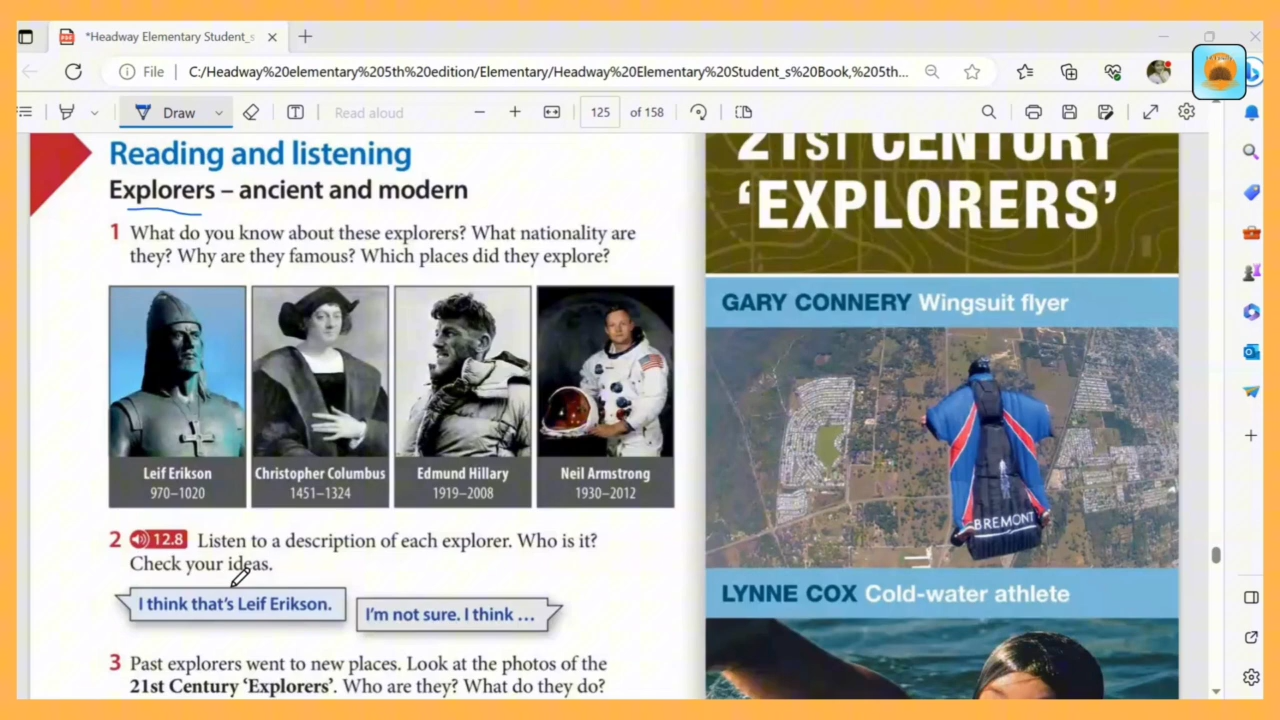 *Headway Elementary Student_s
File
C:/Headway%20elementary%205th%20edition/Elementary/Headway%20Elementary%20Student_s%20Book,%205th...
Draw
Read aloud
125
of 158
Reading and listening
Explorers – ancient and modern
1 What do you know about these explorers? What nationality are
they? Why are they famous? Which places did they explore?
Leif Erikson
970–1020
Christopher Columbus
1451–1324
Edmund Hillary
1919–2008
Neil Armstrong
1930–2012
2 12.8 Listen to a description of each explorer. Who is it?
Check your ideas.
I think that's Leif Erikson.
I'm not sure. I think ...
3 Past explorers went to new places. Look at the photos of the
21st Century 'Explorers'. Who are they? What do they do?
21ST CENTURY
'EXPLORERS'
GARY CONNERY Wingsuit flyer
BREMONT
LYNNE COX Cold-water athlete